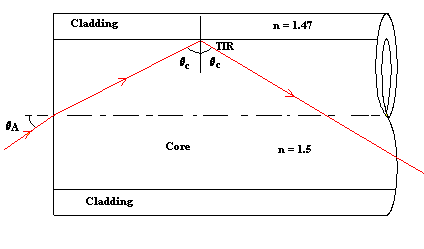 Cladding n = 1.47
TIR
θc θc
θA
Core n = 1.5
Cladding